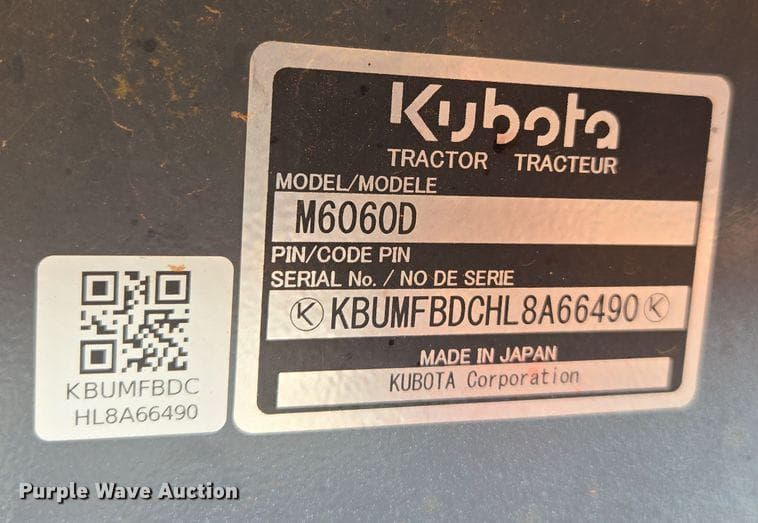 Kubota
TRACTOR TRACTEUR
MODEL/MODELE
M6060D
PIN/CODE PIN
SERIAL No. / NO DE SERIE
K KBUMFBDCHL8A66490 K
MADE IN JAPAN
KUBOTA Corporation
KBUMFBDC
HL8A66490
Purple Wave Auction